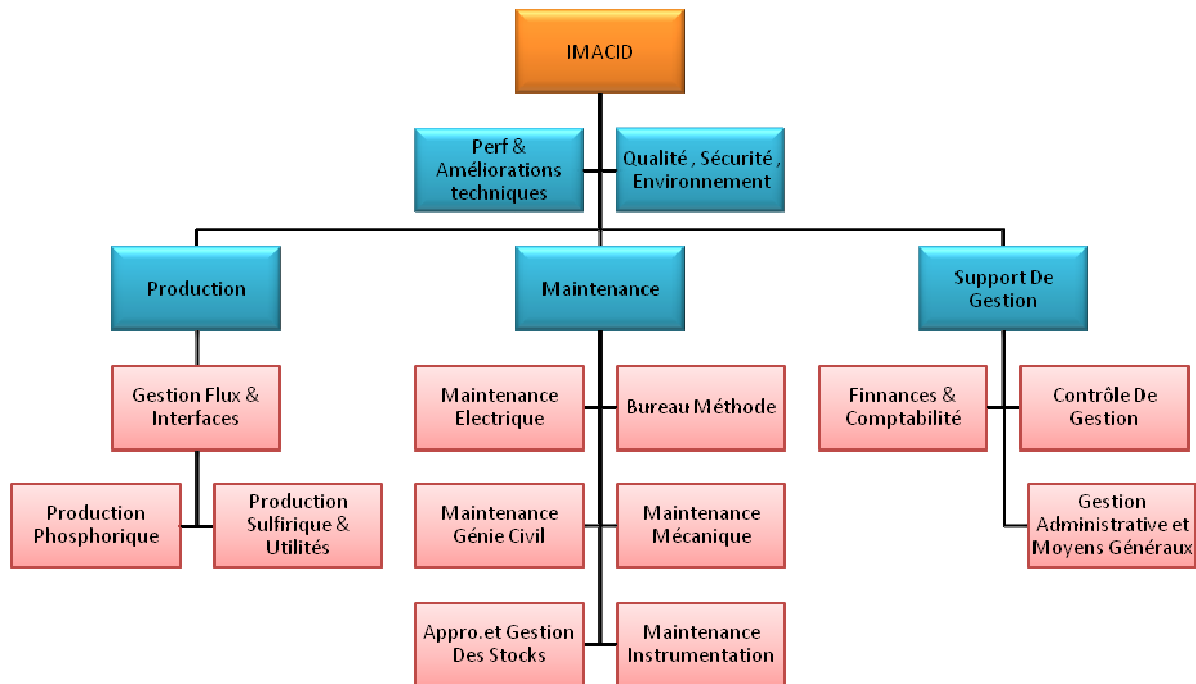 IMACID
Perf &
Améliorations
techniques
Qualité , Sécurité ,
Environnement
Production
Maintenance
Support De
Gestion
Gestion Flux &
Interfaces
Maintenance
Electrique
Bureau Méthode
Finnances &
Comptabilité
Contrôle De
Gestion
Production
Phosphorique
Production
Sulfirique &
Utilités
Maintenance
Génie Civil
Maintenance
Mécanique
Gestion
Administrative et
Moyens Généraux
Appro.et Gestion
Des Stocks
Maintenance
Instrumentation